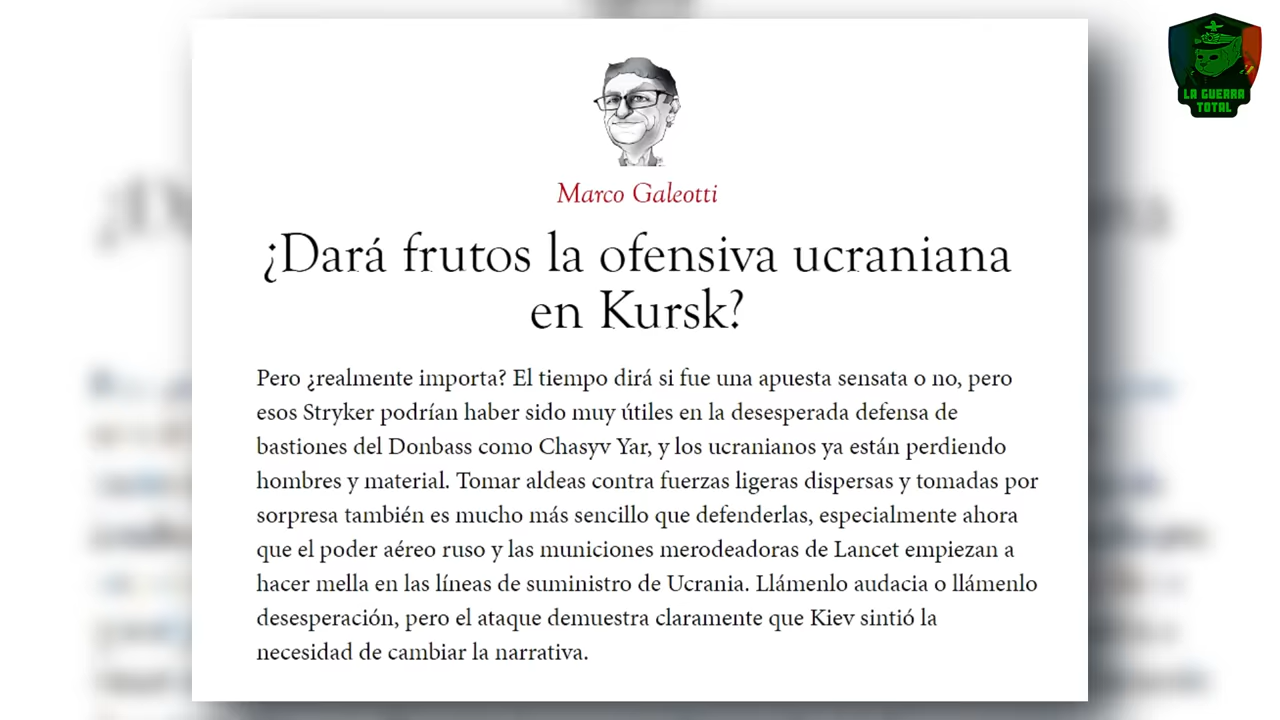 LA GUERRA
TOTAL
Marco Galeotti
¿Dará frutos la ofensiva ucraniana
en Kursk?
Pero ¿realmente importa? El tiempo dirá si fue una apuesta sensata o no, pero
esos Stryker podrían haber sido muy útiles en la desesperada defensa de
bastiones del Donbass como Chasyv Yar, y los ucranianos ya están perdiendo
hombres y material. Tomar aldeas contra fuerzas ligeras dispersas y tomadas por
sorpresa también es mucho más sencillo que defenderlas, especialmente ahora
que el poder aéreo ruso y las municiones merodeadoras de Lancet empiezan a
hacer mella en las líneas de suministro de Ucrania. Llámenlo audacia o llámenlo
desesperación, pero el ataque demuestra claramente que Kiev sintió la
necesidad de cambiar la narrativa.